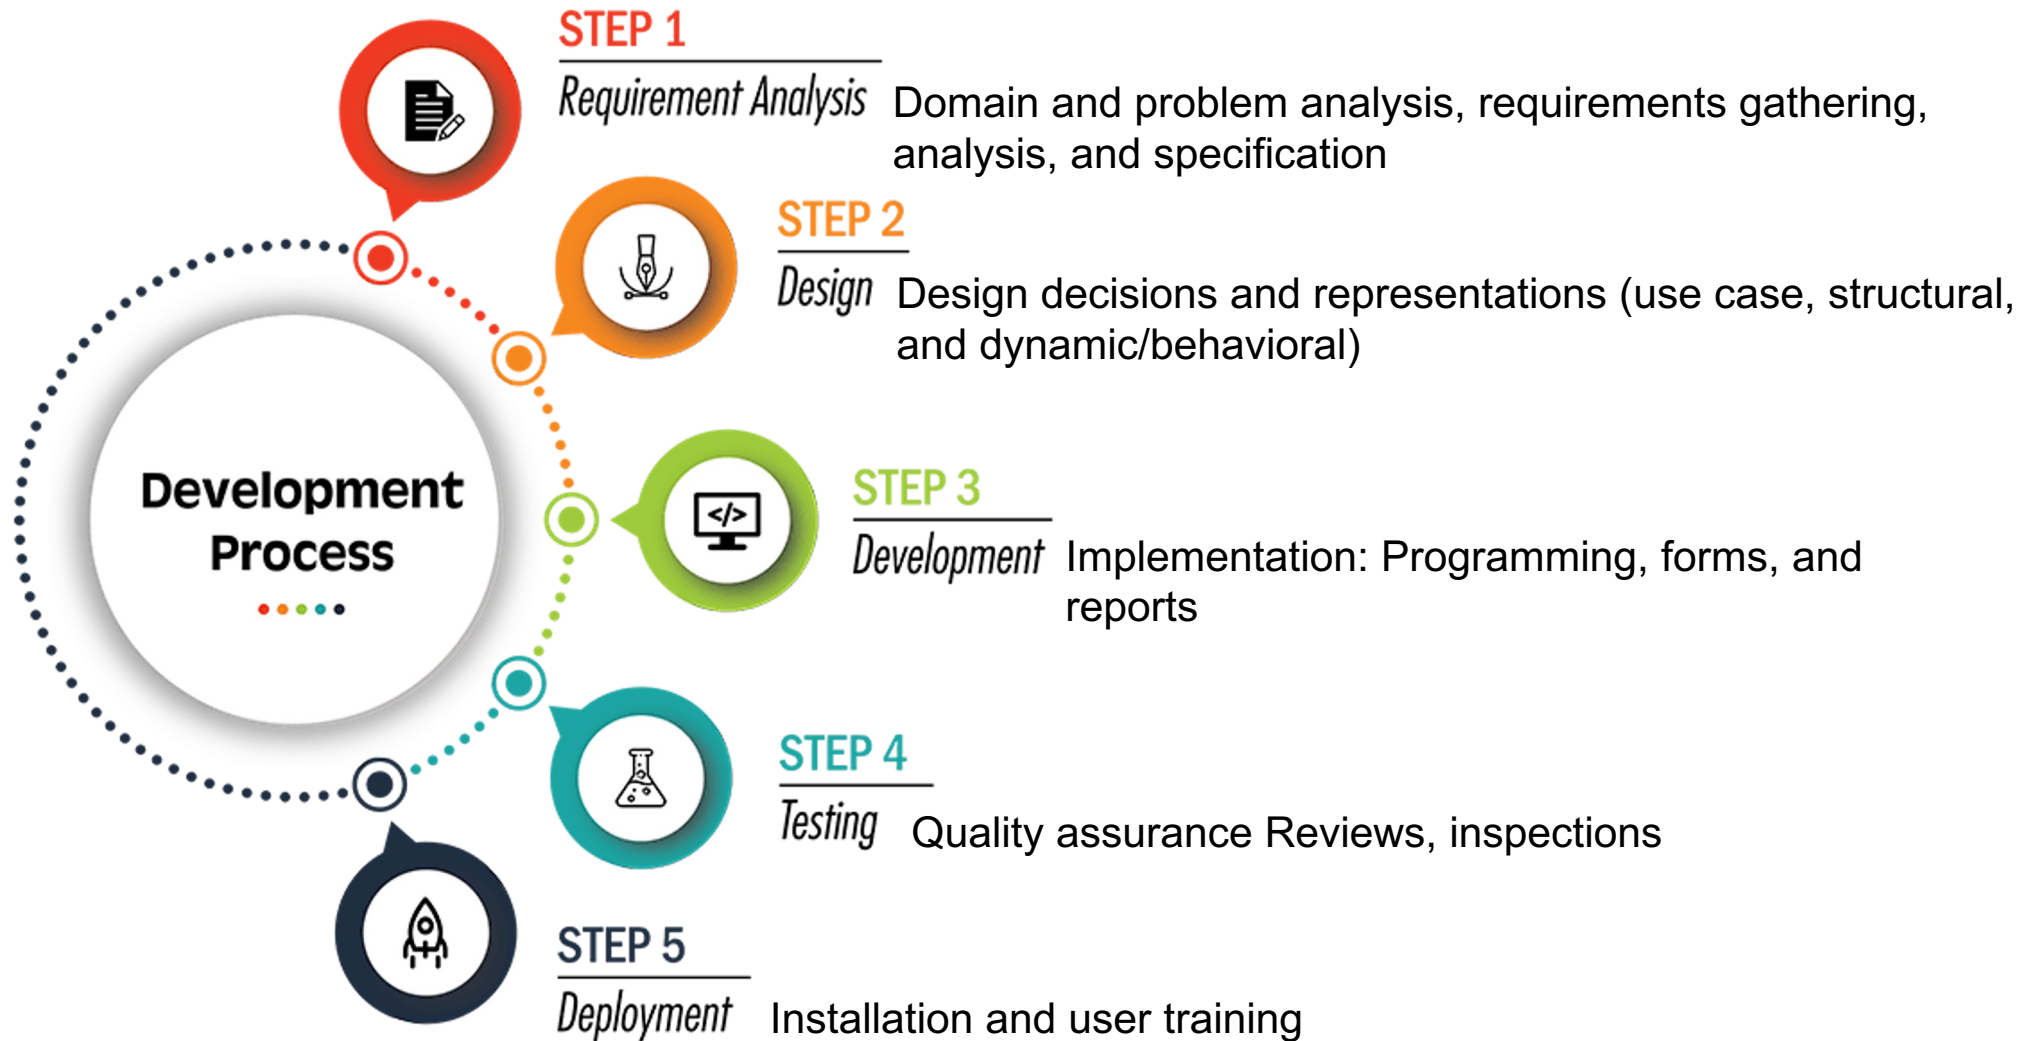 STEP 1
Requirement Analysis
Domain and problem analysis, requirements gathering,
analysis, and specification
STEP 2
Design
Design decisions and representations (use case, structural,
and dynamic/behavioral)
Development
Process
STEP 3
</>
Development
Implementation: Programming, forms, and
reports
STEP 4
Testing
Quality assurance Reviews, inspections
STEP 5
Deployment
Installation and user training